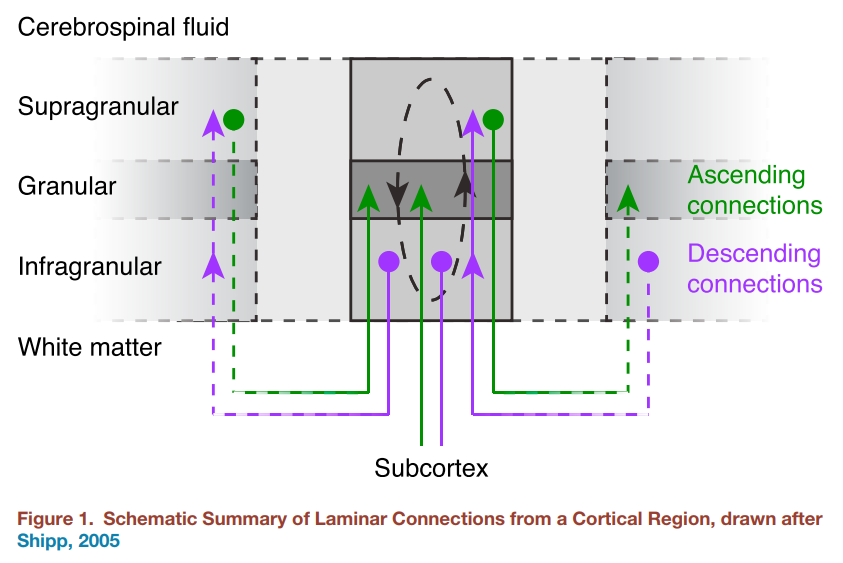 Cerebrospinal fluid
Supragranular
Granular
Ascending
connections
Infragranular
Descending
connections
White matter
Subcortex
Figure 1. Schematic Summary of Laminar Connections from a Cortical Region, drawn after
Shipp, 2005